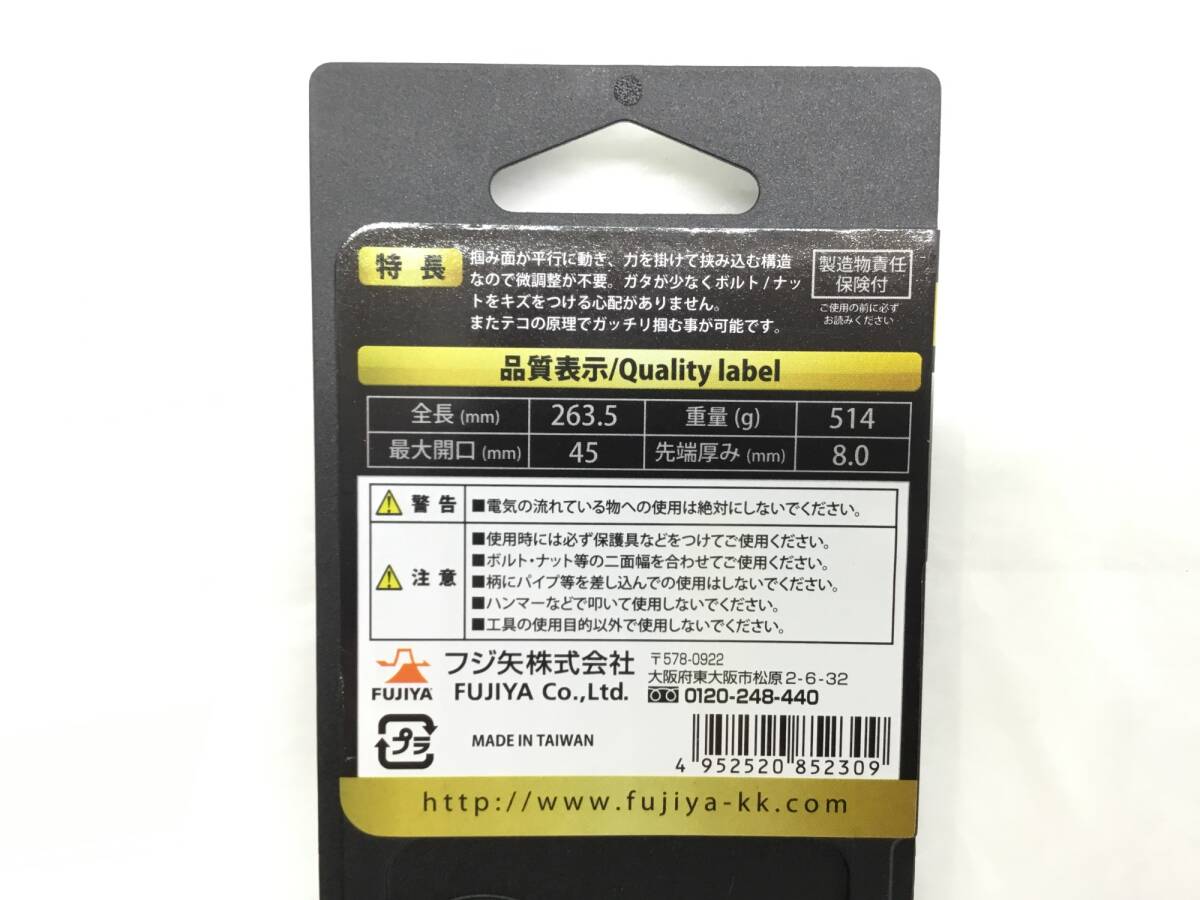 特長
掴み面が平行に動き、力を掛けて挟み込む構造
なので微調整が不要。ガタが少なくボルト/ナッ
トをキズをつける心配がありません。
またテコの原理でガッチリ掴む事が可能です。
製造物責任
保険付
ご使用の前に必ず
お読みください
品質表示/Quality label
全長(mm) 263.5 重量(g) 514
最大開口(mm) 45 先端厚み(mm) 8.0
警告 ■電気の流れている物への使用は絶対にしないでください。
注意
■使用時には必ず保護具などをつけてご使用ください。
■ボルト・ナット等の二面幅を合わせてご使用ください。
■柄にパイプ等を差し込んでの使用はしないでください。
■ハンマーなどで叩いて使用しないでください。
■工具の使用目的以外で使用しないでください。
FUJIYA
フジ矢株式会社
FUJIYA Co.,Ltd.
〒578-0922
大阪府東大阪市松原2-6-32
0120-248-440
プラ
MADE IN TAIWAN
4 952520 852309
http://www.fujiya-kk.com